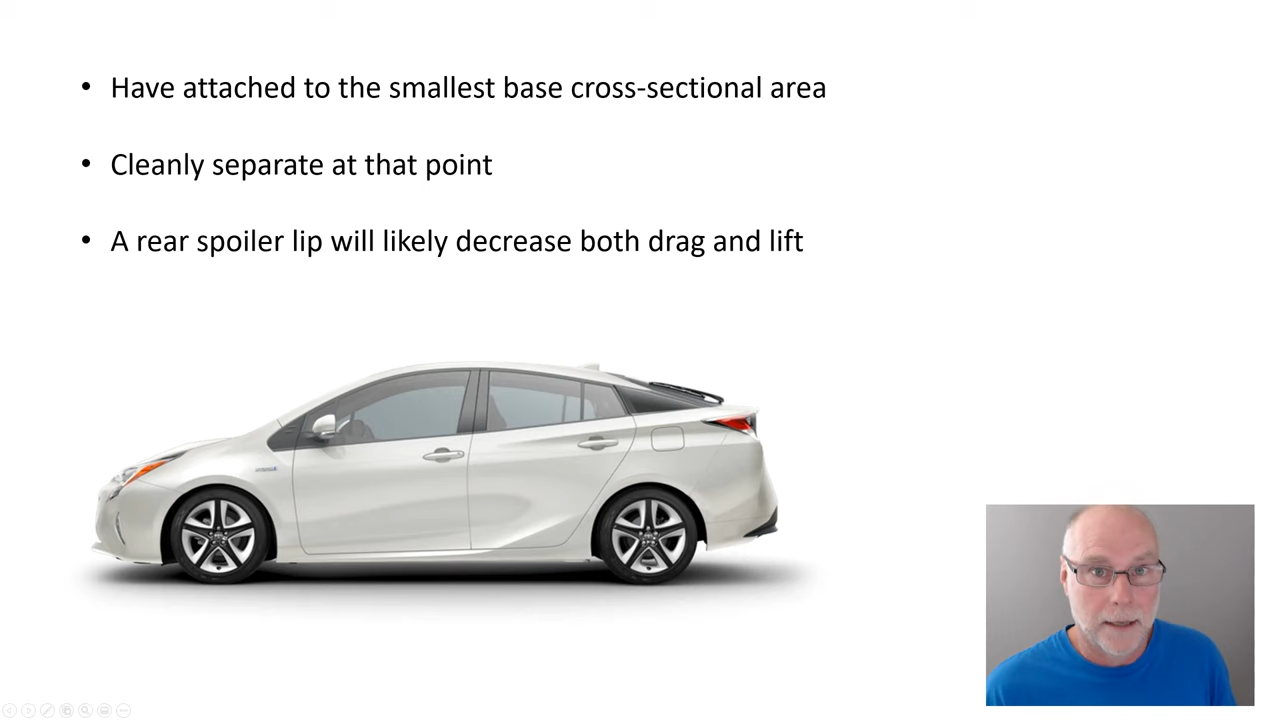 • Have attached to the smallest base cross-sectional area
• Cleanly separate at that point
• A rear spoiler lip will likely decrease both drag and lift